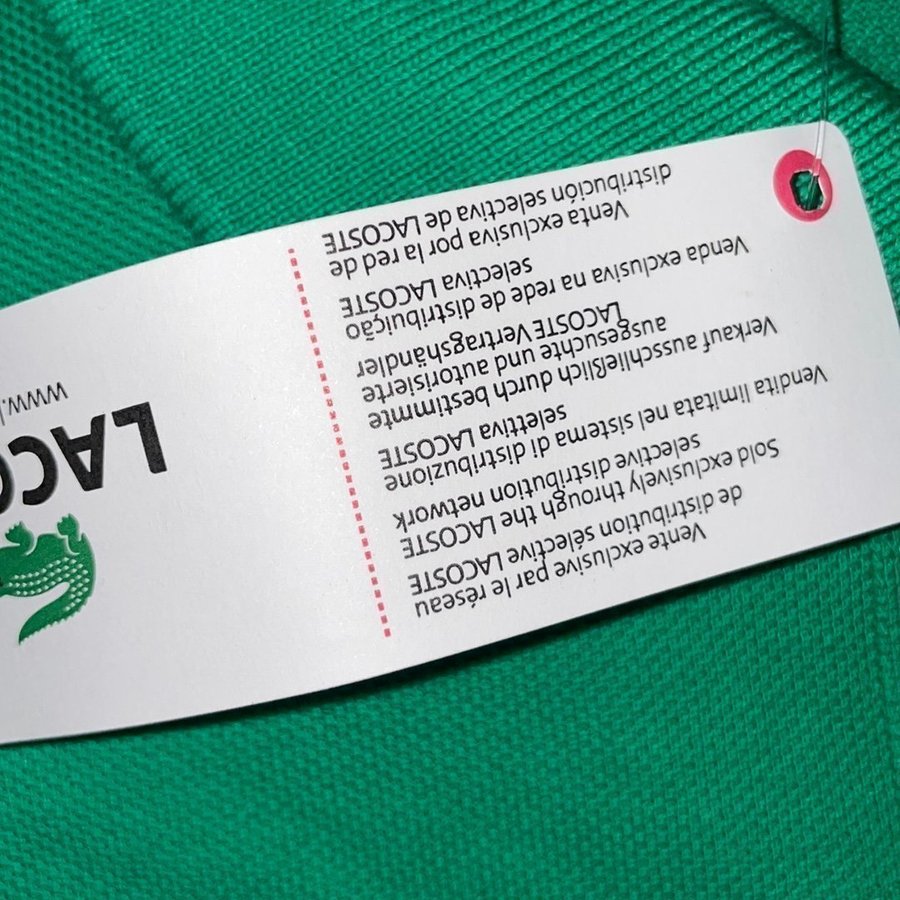 Vente exclusive par le réseau
de distribution sélective LACOSTE
Sold exclusively through the LACOSTE
selective distribution network
Vendita limitata nel sistema di distribuzione
selettiva LACOSTE
Verkauf ausschließlich durch bestimmte
ausgesuchte und autorisierte
LACOSTE Vertragshändler
Venda exclusiva na rede de distribuição
selectiva LACOSTE
Venta exclusiva por la red de
distribución selectiva de LACOSTE
LACO
www.